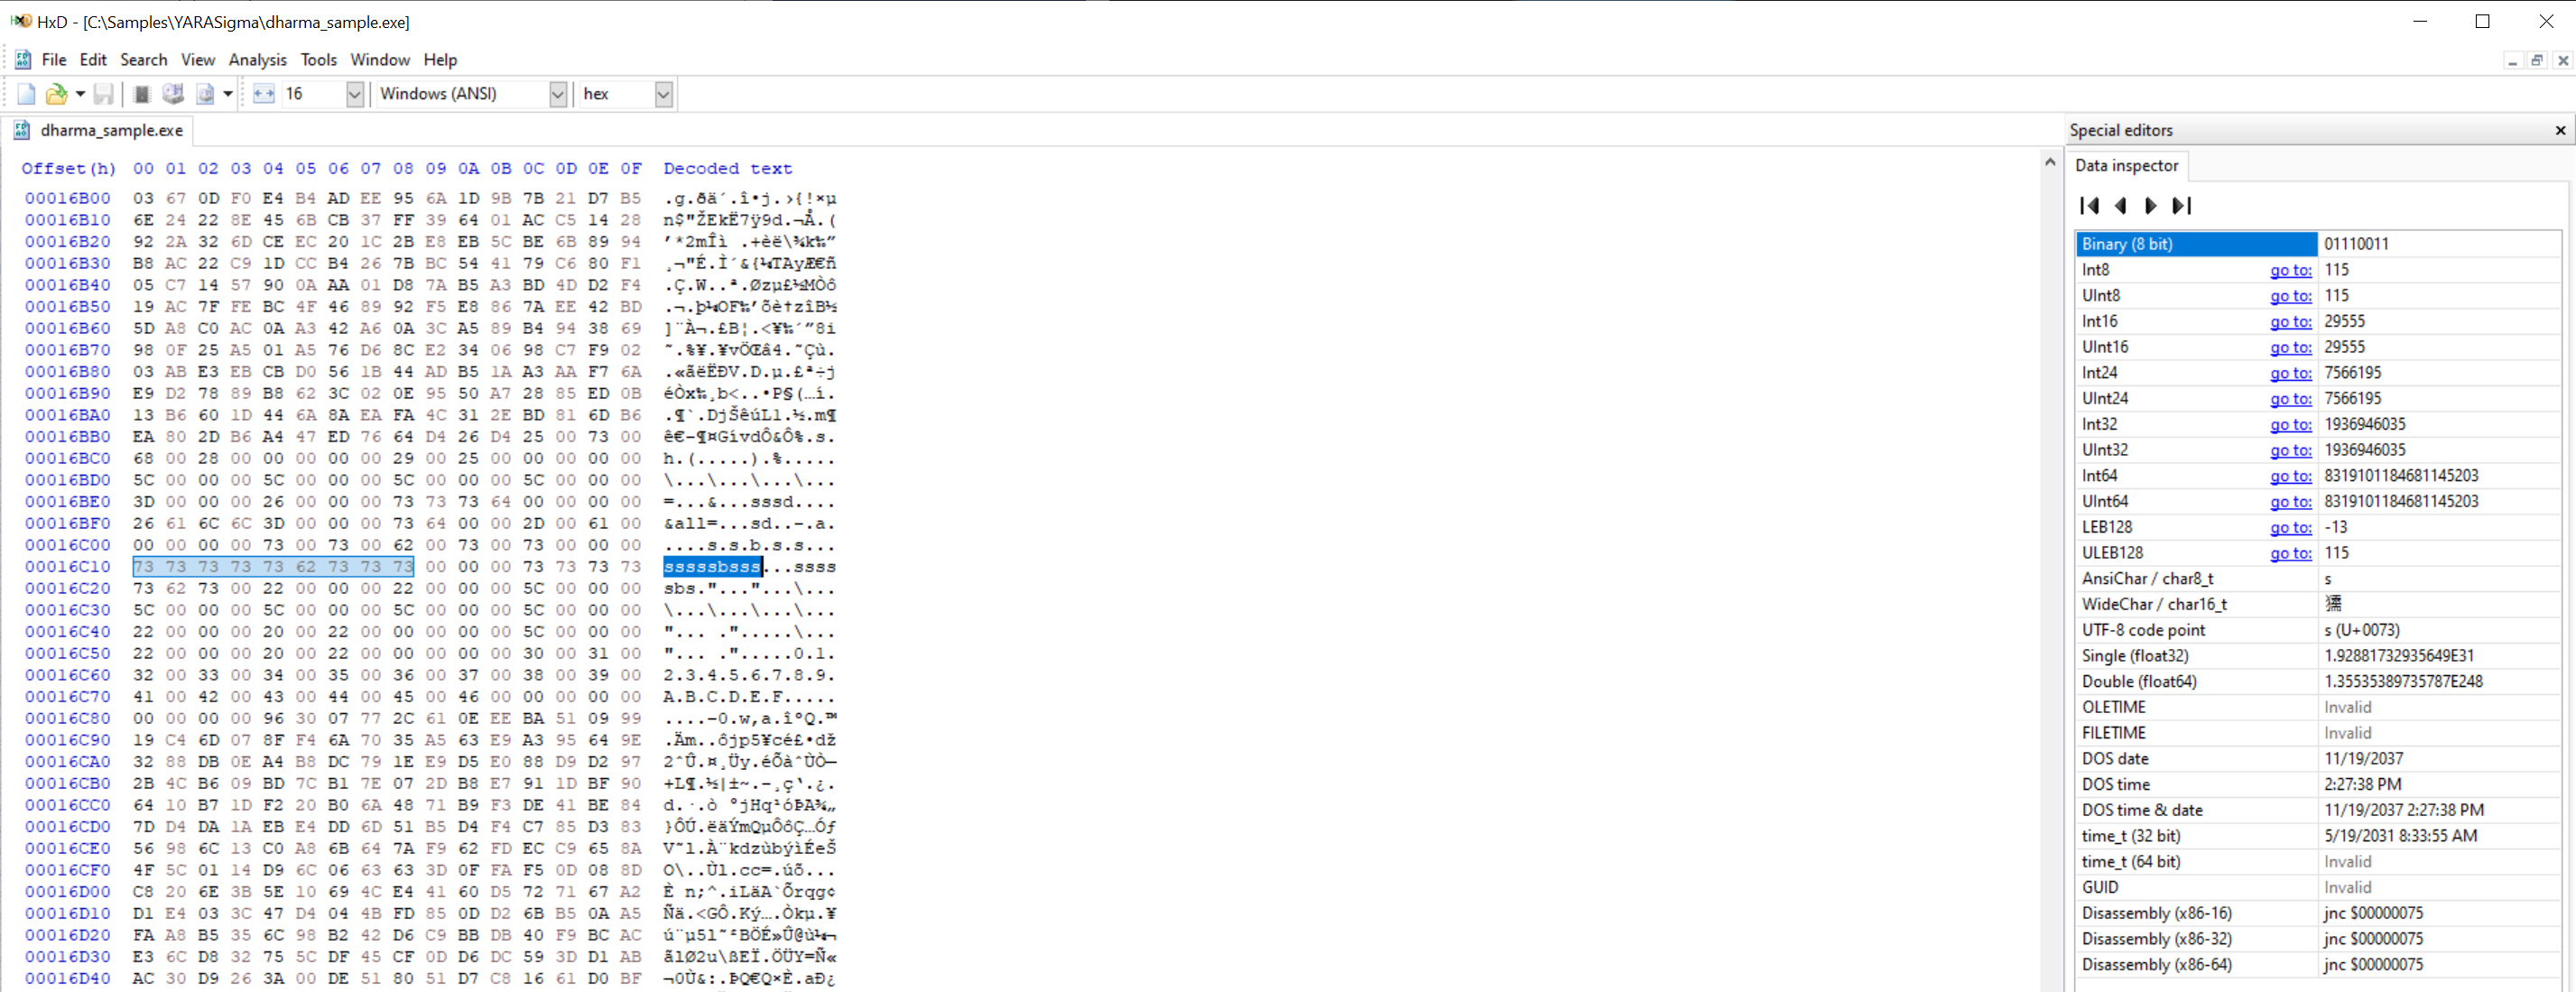 HxD - [C:\Samples\YARASigma\dharma_sample.exe]
File Edit Search View Analysis Tools Window Help
16 Windows (ANSI) hex
dharma_sample.exe
Offset(h) 00 01 02 03 04 05 06 07 08 09 0A 0B 0C 0D 0E 0F Decoded text
00016B00 03 67 0D F0 E4 B4 AD EE 95 6A 1D 9B 7B 21 D7 B5 .g.ðä´.î•j.›{!×µ
00016B10 6E 24 22 8E 45 6B CB 37 FF 39 64 01 AC C5 14 28 n$"ŽEkË7ÿ9d.¬Å.(
00016B20 92 2A 32 6D CE EC 20 1C 2B E8 EB 5C BE 6B 89 94 ’*2mÎì .+èë\¾k‰”
00016B30 B8 AC 22 C9 1D CC B4 26 7B BC 54 41 79 C6 80 F1 ¸¬"É.Ì´&{¼TAyÆ€ñ
00016B40 05 C7 14 57 90 0A AA 01 D8 7A B5 A3 BD 4D D2 F4 .Ç.W..ª.Øzµ£½MÒô
00016B50 19 AC 7F FE BC 4F 46 89 92 F5 E8 86 7A EE 42 BD .¬.þ¼OF‰’õè†zîB½
00016B60 5D A8 C0 AC 0A A3 42 A6 0A 3C A5 89 B4 94 38 69 ]¨À¬.£B¦.<¥‰´”8i
00016B70 98 0F 25 A5 01 A5 76 D6 8C E2 34 06 98 C7 F9 02 ˜.%¥.¥vÖŒâ4.˜Çù.
00016B80 03 AB E3 EB CB D0 56 1B 44 AD B5 1A A3 AA F7 6A .«ãëËÐV.D.µ.£ª÷j
00016B90 E9 D2 78 89 B8 62 3C 02 0E 95 50 A7 28 85 ED 0B éÒx‰¸b<..•P§(…í.
00016BA0 13 B6 60 1D 44 6A 8A EA FA 4C 31 2E BD 81 6D B6 .¶`.DjŠêúL1.½.m¶
00016BB0 EA 80 2D B6 A4 47 ED 76 64 D4 26 D4 25 00 73 00 ê€-¶¤GívdÔ&Ô%.s.
00016BC0 68 00 28 00 00 00 00 00 29 00 25 00 00 00 00 00 h.(.....).%.....
00016BD0 5C 00 00 00 5C 00 00 00 5C 00 00 00 5C 00 00 00 \...\...\...\...
00016BE0 3D 00 00 00 26 00 00 00 73 73 73 64 00 00 00 00 =...&...sssd....
00016BF0 26 61 6C 6C 3D 00 00 00 73 64 00 00 2D 00 61 00 &all=...sd..-.a.
00016C00 00 00 00 00 73 00 73 00 62 00 73 00 73 00 00 00 ....s.s.b.s.s...
00016C10 73 73 73 73 73 62 73 73 73 00 00 00 73 73 73 73 sssssbsss...ssss
00016C20 73 62 73 00 22 00 00 00 22 00 00 00 5C 00 00 00 sbs."..."...\...
00016C30 5C 00 00 00 5C 00 00 00 5C 00 00 00 5C 00 00 00 \...\...\...\...
00016C40 22 00 00 00 20 00 22 00 00 00 00 00 5C 00 00 00 "... .".....\...
00016C50 22 00 00 00 20 00 22 00 00 00 00 00 30 00 31 00 "... .".....0.1.
00016C60 32 00 33 00 34 00 35 00 36 00 37 00 38 00 39 00 2.3.4.5.6.7.8.9.
00016C70 41 00 42 00 43 00 44 00 45 00 46 00 00 00 00 00 A.B.C.D.E.F.....
00016C80 00 00 00 00 96 30 07 77 2C 61 0E EE BA 51 09 99 ....–0.w,a.îºQ.™
00016C90 19 C4 6D 07 8F F4 6A 70 35 A5 63 E9 A3 95 64 9E .Äm..ôjp5¥cé£•dž
00016CA0 32 88 DB 0E A4 B8 DC 79 1E E9 D5 E0 88 D9 D2 97 2ˆÛ.¤¸Üy.éÕàˆÙÒ—
00016CB0 2B 4C B6 09 BD 7C B1 7E 07 2D B8 E7 91 1D BF 90 +L¶.½|±~.-¸ç‘.¿.
00016CC0 64 10 B7 1D F2 20 B0 6A 48 71 B9 F3 DE 41 BE 84 d.·.ò °jHq¹óÞA¾„
00016CD0 7D D4 DA 1A EB E4 DD 6D 51 B5 D4 F4 C7 85 D3 83 }ÔÚ.ëäÝmQµÔôÇ…Óƒ
00016CE0 56 98 6C 13 C0 A8 6B 64 7A F9 62 FD EC C9 65 8A V˜l.À¨kdzùbýìÉeŠ
00016CF0 4F 5C 01 14 D9 6C 06 63 63 3D 0F FA F5 0D 08 8D O\..Ùl.cc=.úõ...
00016D00 C8 20 6E 3B 5E 10 69 4C E4 41 60 D5 72 71 67 A2 È n;^.iLäA`Õrqg¢
00016D10 D1 E4 03 3C 47 D4 04 4B FD 85 0D D2 6B B5 0A A5 Ñä.<GÔ.Ký….Òkµ.¥
00016D20 FA A8 B5 35 6C 98 B2 42 D6 C9 BB DB 40 F9 BC AC ú¨µ5l˜²BÖÉ»Û@ù¼¬
00016D30 E3 6C D8 32 75 5C DF 45 CF 0D D6 DC 59 3D D1 AB ãlØ2u\ßEÏ.ÖÜY=Ñ«
00016D40 AC 30 D9 26 3A 00 DE 51 80 51 D7 C8 16 61 D0 BF ¬0Ù&:.ÞQ€Q×È.aÐ¿
Special editors
Data inspector
Binary (8 bit) 01110011
Int8 go to: 115
UInt8 go to: 115
Int16 go to: 29555
UInt16 go to: 29555
Int24 go to: 7566195
UInt24 go to: 7566195
Int32 go to: 1936946035
UInt32 go to: 1936946035
Int64 go to: 8319101184681145203
UInt64 go to: 8319101184681145203
LEB128 go to: -13
ULEB128 go to: 115
AnsiChar / char8_t s
WideChar / char16_t
UTF-8 code point s (U+0073)
Single (float32) 1.92881732935649E31
Double (float64) 1.35535389735787E248
OLETIME Invalid
FILETIME Invalid
DOS date 11/19/2037
DOS time 2:27:38 PM
DOS time & date 11/19/2037 2:27:38 PM
time_t (32 bit) 5/19/2031 8:33:55 AM
time_t (64 bit) Invalid
GUID Invalid
Disassembly (x86-16) jnc $00000075
Disassembly (x86-32) jnc $00000075
Disassembly (x86-64) jnc $00000075